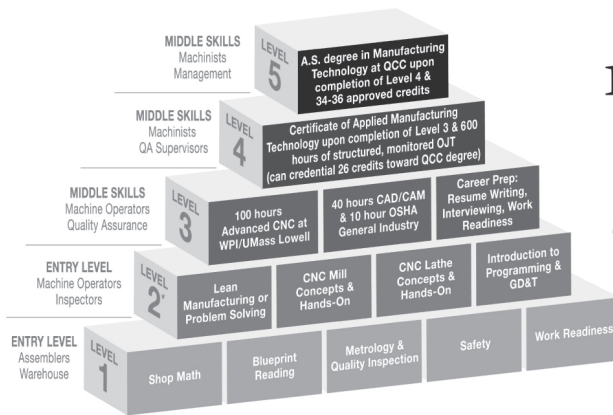 MIDDLE SKILLS
Machinists
Management
LEVEL
5
A.S. degree in Manufacturing
Technology at QCC upon
completion of Level 4 &
34-36 approved credits
MIDDLE SKILLS
Machinists
QA Supervisors
LEVEL
4
Certificate of Applied Manufacturing
Technology upon completion of Level 3 & 600
hours of structured, monitored OJT
(can credential 26 credits toward QCC degree)
MIDDLE SKILLS
Machine Operators
Quality Assurance
LEVEL
3
100 hours
Advanced CNC at
WPI/UMass Lowell
40 hours CAD/CAM
& 10 hour OSHA
General Industry
Career Prep:
Resume Writing,
Interviewing, Work
Readiness
ENTRY LEVEL
Machine Operators
Inspectors
LEVEL
2*
Lean
Manufacturing or
Problem Solving
CNC Mill
Concepts &
Hands-On
CNC Lathe
Concepts &
Hands-On
Introduction to
Programming &
GD&T
ENTRY LEVEL
Assemblers
Warehouse
LEVEL
1
Shop Math
Blueprint
Reading
Metrology &
Quality Inspection
Safety
Work Readiness